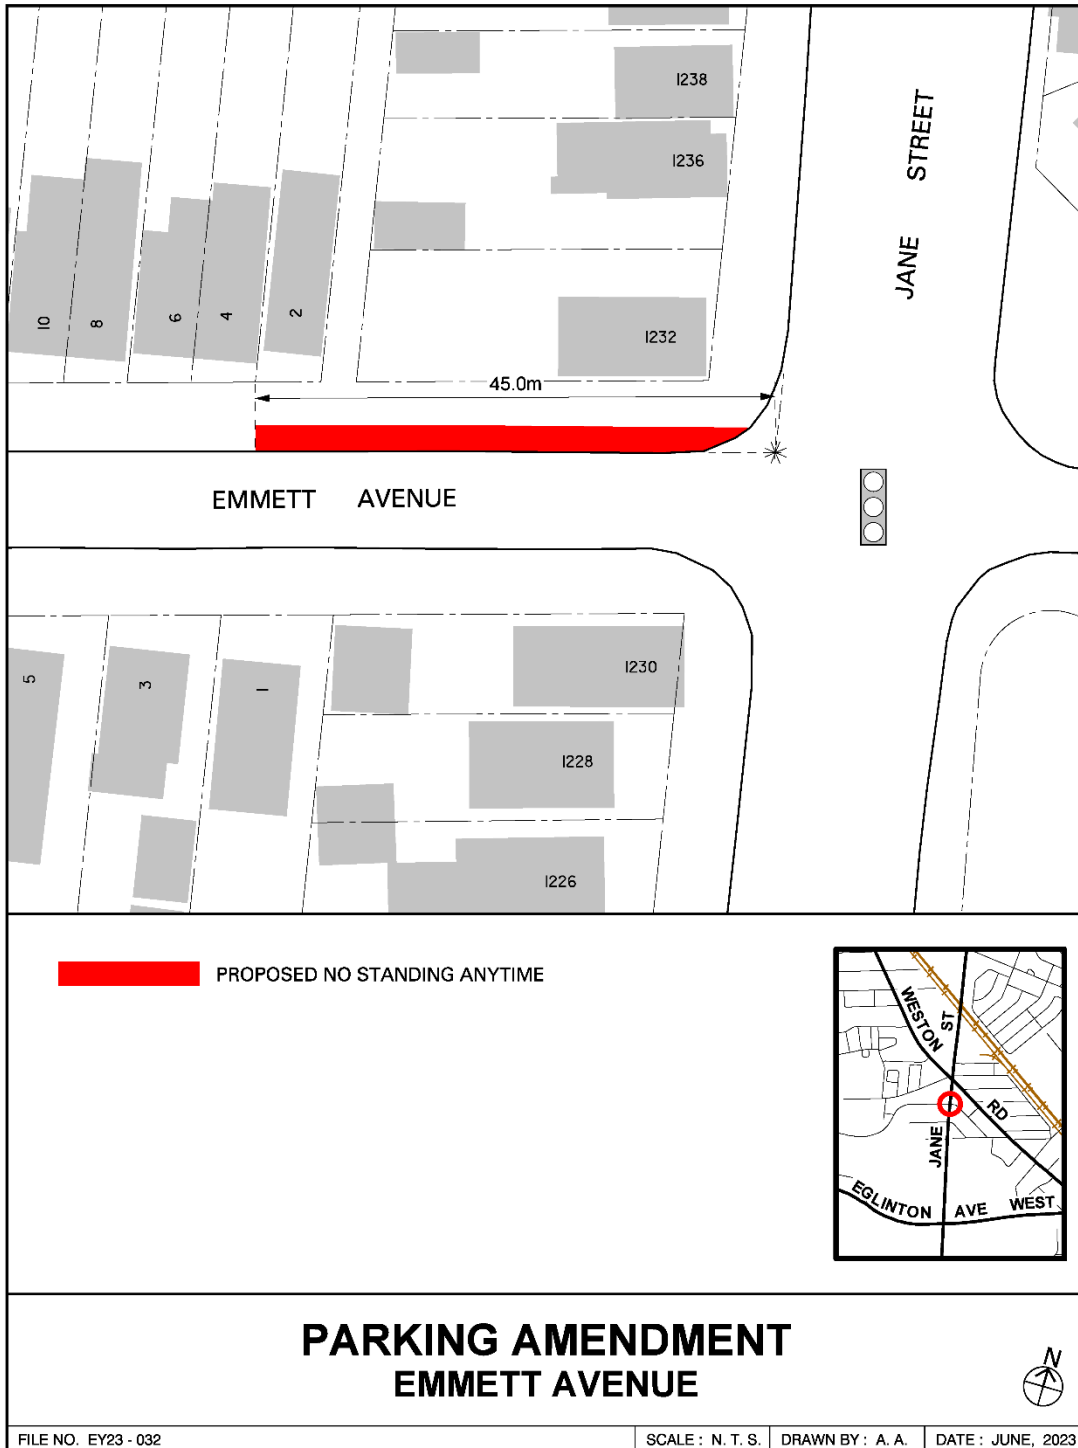 1238
1236
JANE STREET
1232
10
8
6
4
2
45.0m
EMMETT AVENUE
5
3
1
1230
1228
1226
PROPOSED NO STANDING ANYTIME
WESTON RD
JANE ST
EGLINTON AVE WEST
PARKING AMENDMENT
EMMETT AVENUE
N
FILE NO. EY23 - 032
SCALE : N. T. S.
DRAWN BY : A. A.
DATE : JUNE, 2023